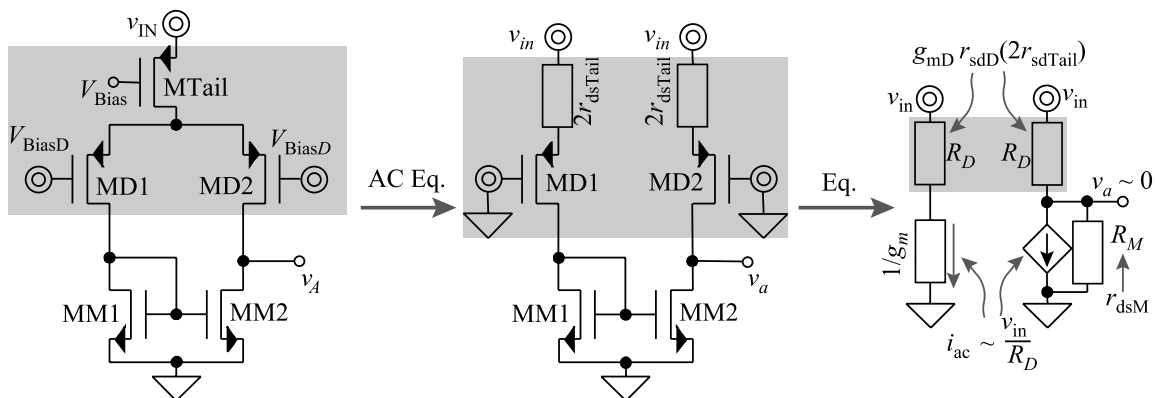 v_IN
MTail
V_Bias
V_BiasD
V_BiasD
MD1
MD2
v_A
MM1
MM2
AC Eq.
v_in
v_in
2r_dsTail
2r_dsTail
MD1
MD2
v_a
MM1
MM2
Eq.
g_mD r_sdD(2r_sdTail)
v_in
v_in
R_D
R_D
v_a ~ 0
1/g_m
R_M
r_dsM
i_ac ~ v_in/R_D